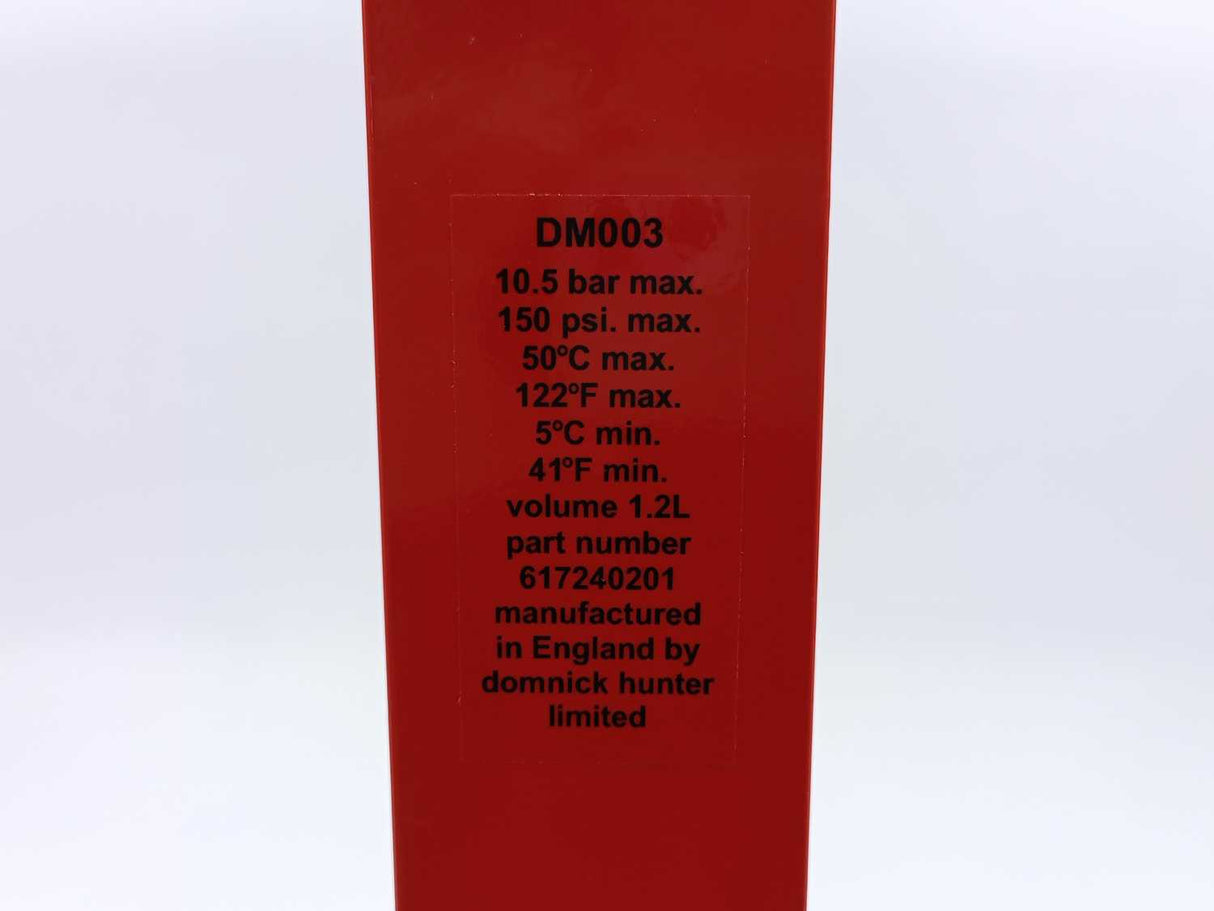 DM003
10.5 bar max.
150 psi. max.
50°C max.
122°F max.
5°C min.
41°F min.
volume 1.2L
part number
617240201
manufactured
in England by
domnick hunter
limited